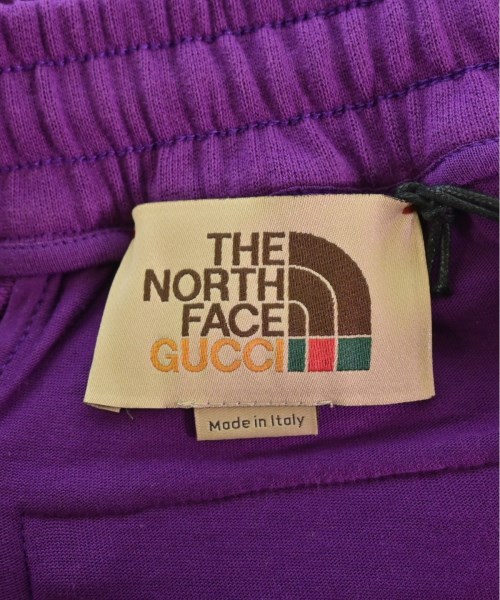 THE
NORTH
FACE
GUCCI
Made in Italy